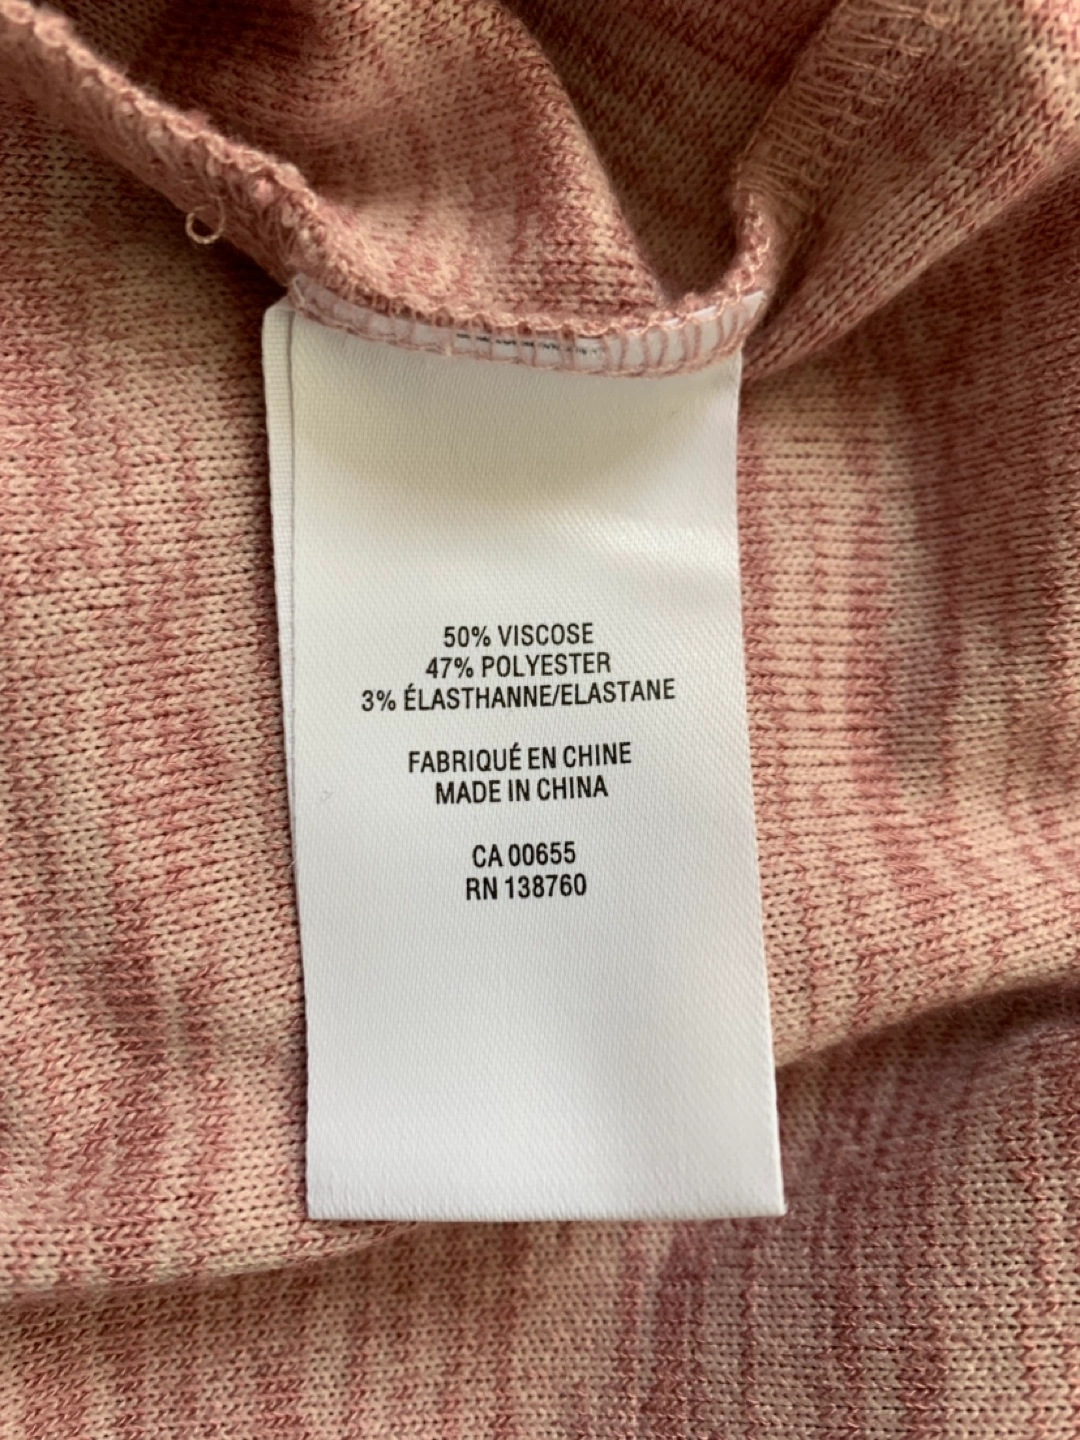 50% VISCOSE
47% POLYESTER
3% ÉLASTHANNE/ELASTANE
FABRIQUÉ EN CHINE
MADE IN CHINA
CA 00655
RN 138760